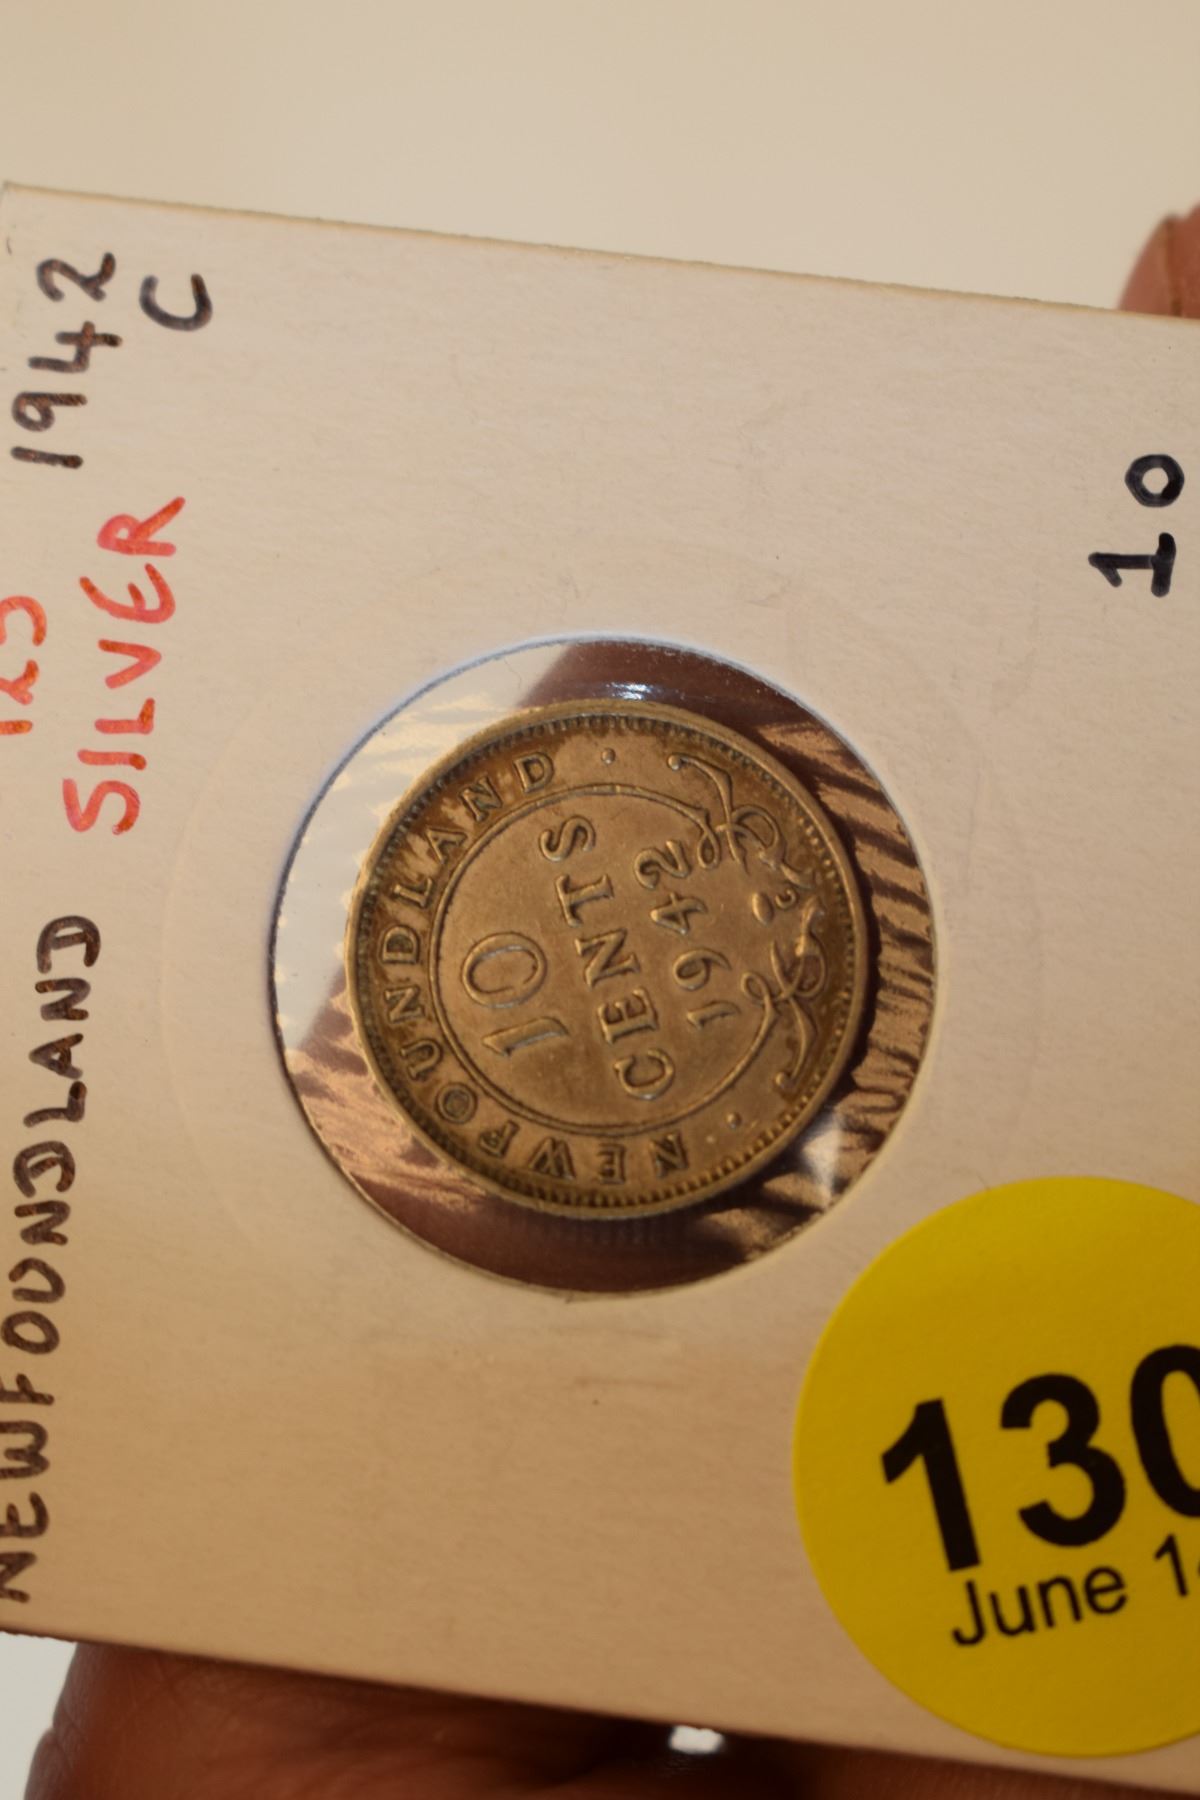 NEWFOUNDLAND
SILVER
1942
C
10
NEWFOUNDLAND
10
CENTS
1942
130
June